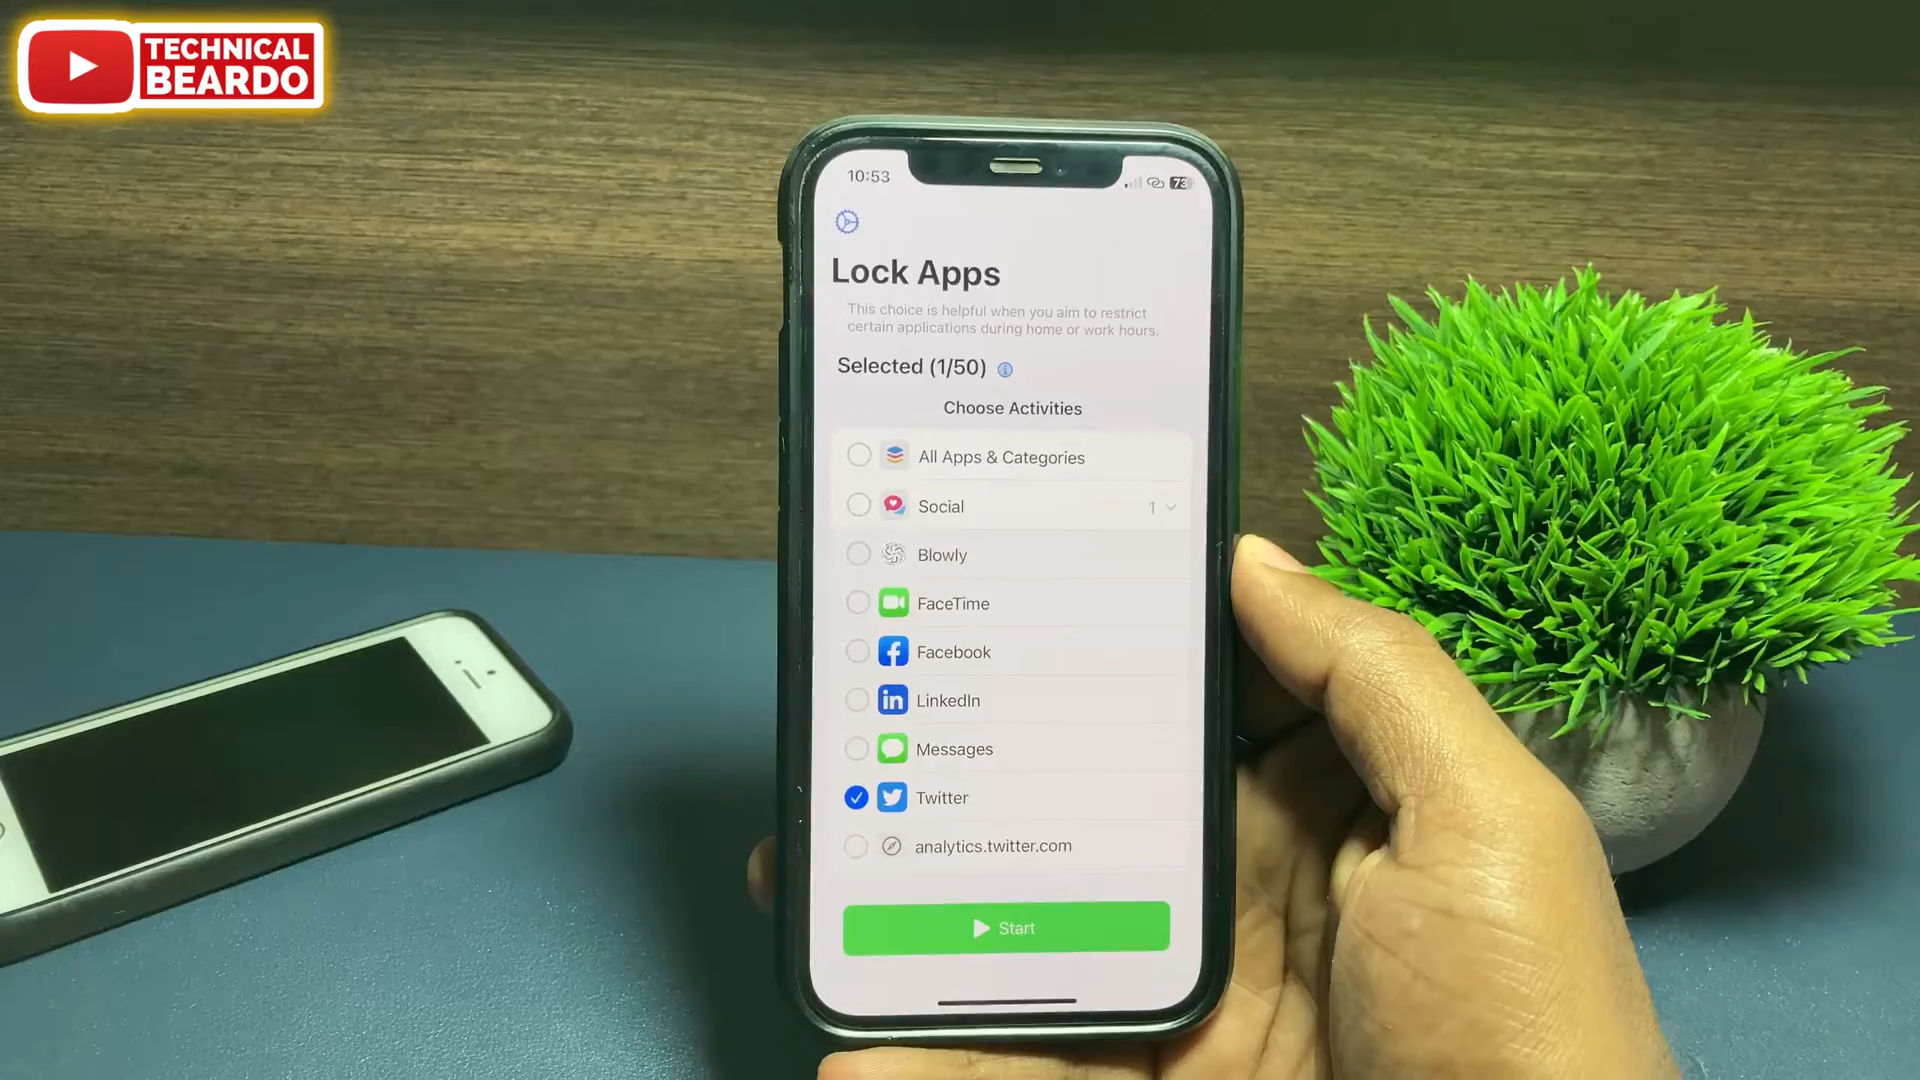 TECHNICAL
BEARDO
10:53
73
Lock Apps
This choice is helpful when you aim to restrict
certain applications during home or work hours.
Selected (1/50)
Choose Activities
All Apps & Categories
Social 1
Blowly
FaceTime
Facebook
LinkedIn
Messages
Twitter
analytics.twitter.com
Start